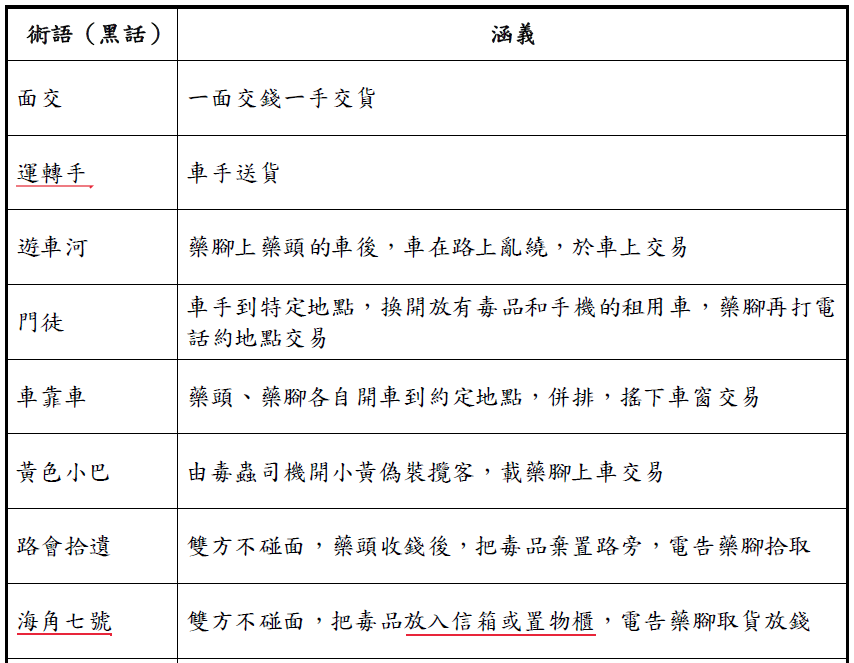 術語（黑話） 涵義
面交 一面交錢一手交貨
運轉手 車手送貨
遊車河 藥腳上藥頭的車後，車在路上亂繞，於車上交易
門徒 車手到特定地點，換開放有毒品和手機的租用車，藥腳再打電
話約地點交易
車靠車 藥頭、藥腳各自開車到約定地點，併排，搖下車窗交易
黃色小巴 由毒蟲司機開小黃偽裝攬客，載藥腳上車交易
路會拾遺 雙方不碰面，藥頭收錢後，把毒品棄置路旁，電告藥腳拾取
海角七號 雙方不碰面，把毒品放入信箱或置物櫃，電告藥腳取貨放錢